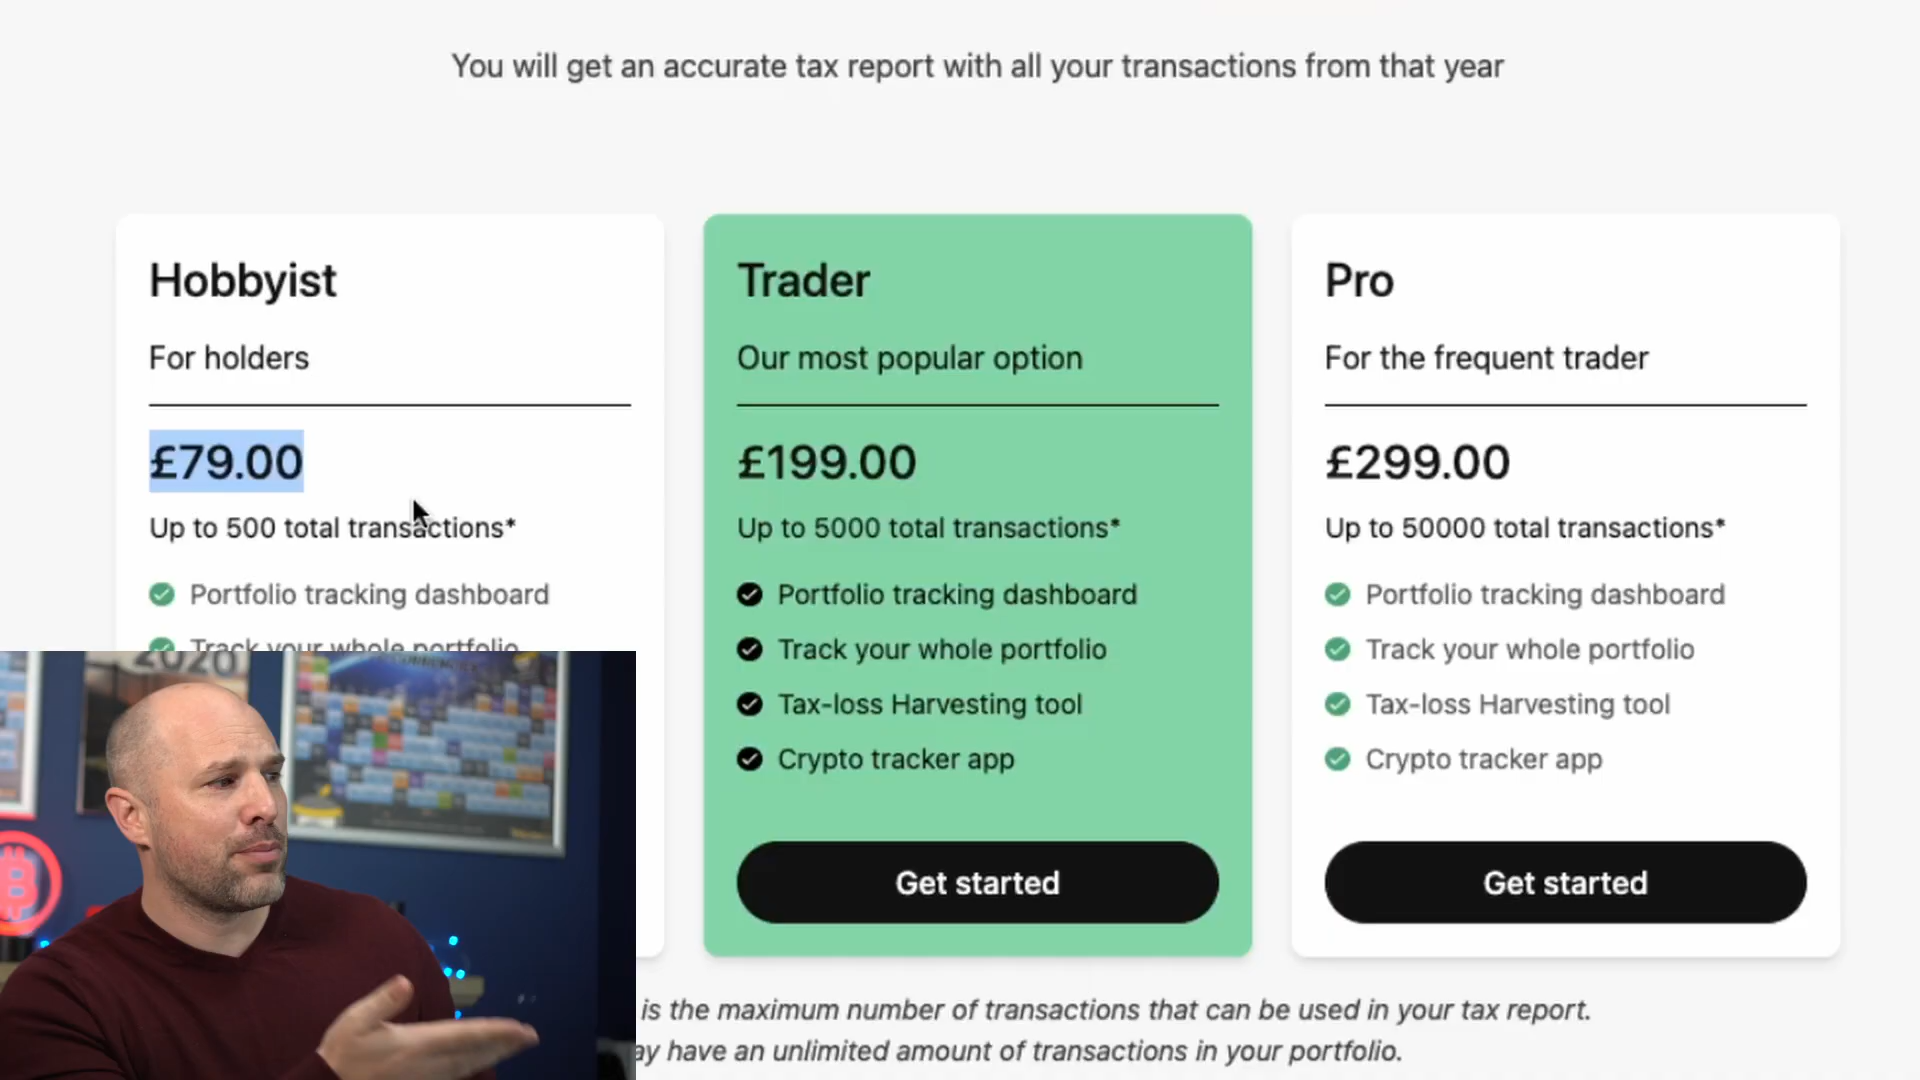 You will get an accurate tax report with all your transactions from that year
Hobbyist
For holders
£79.00
Up to 500 total transactions*
Portfolio tracking dashboard
Track your whole portfolio
Trader
Our most popular option
£199.00
Up to 5000 total transactions*
Portfolio tracking dashboard
Track your whole portfolio
Tax-loss Harvesting tool
Crypto tracker app
Get started
Pro
For the frequent trader
£299.00
Up to 50000 total transactions*
Portfolio tracking dashboard
Track your whole portfolio
Tax-loss Harvesting tool
Crypto tracker app
Get started
is the maximum number of transactions that can be used in your tax report.
have an unlimited amount of transactions in your portfolio.
2020